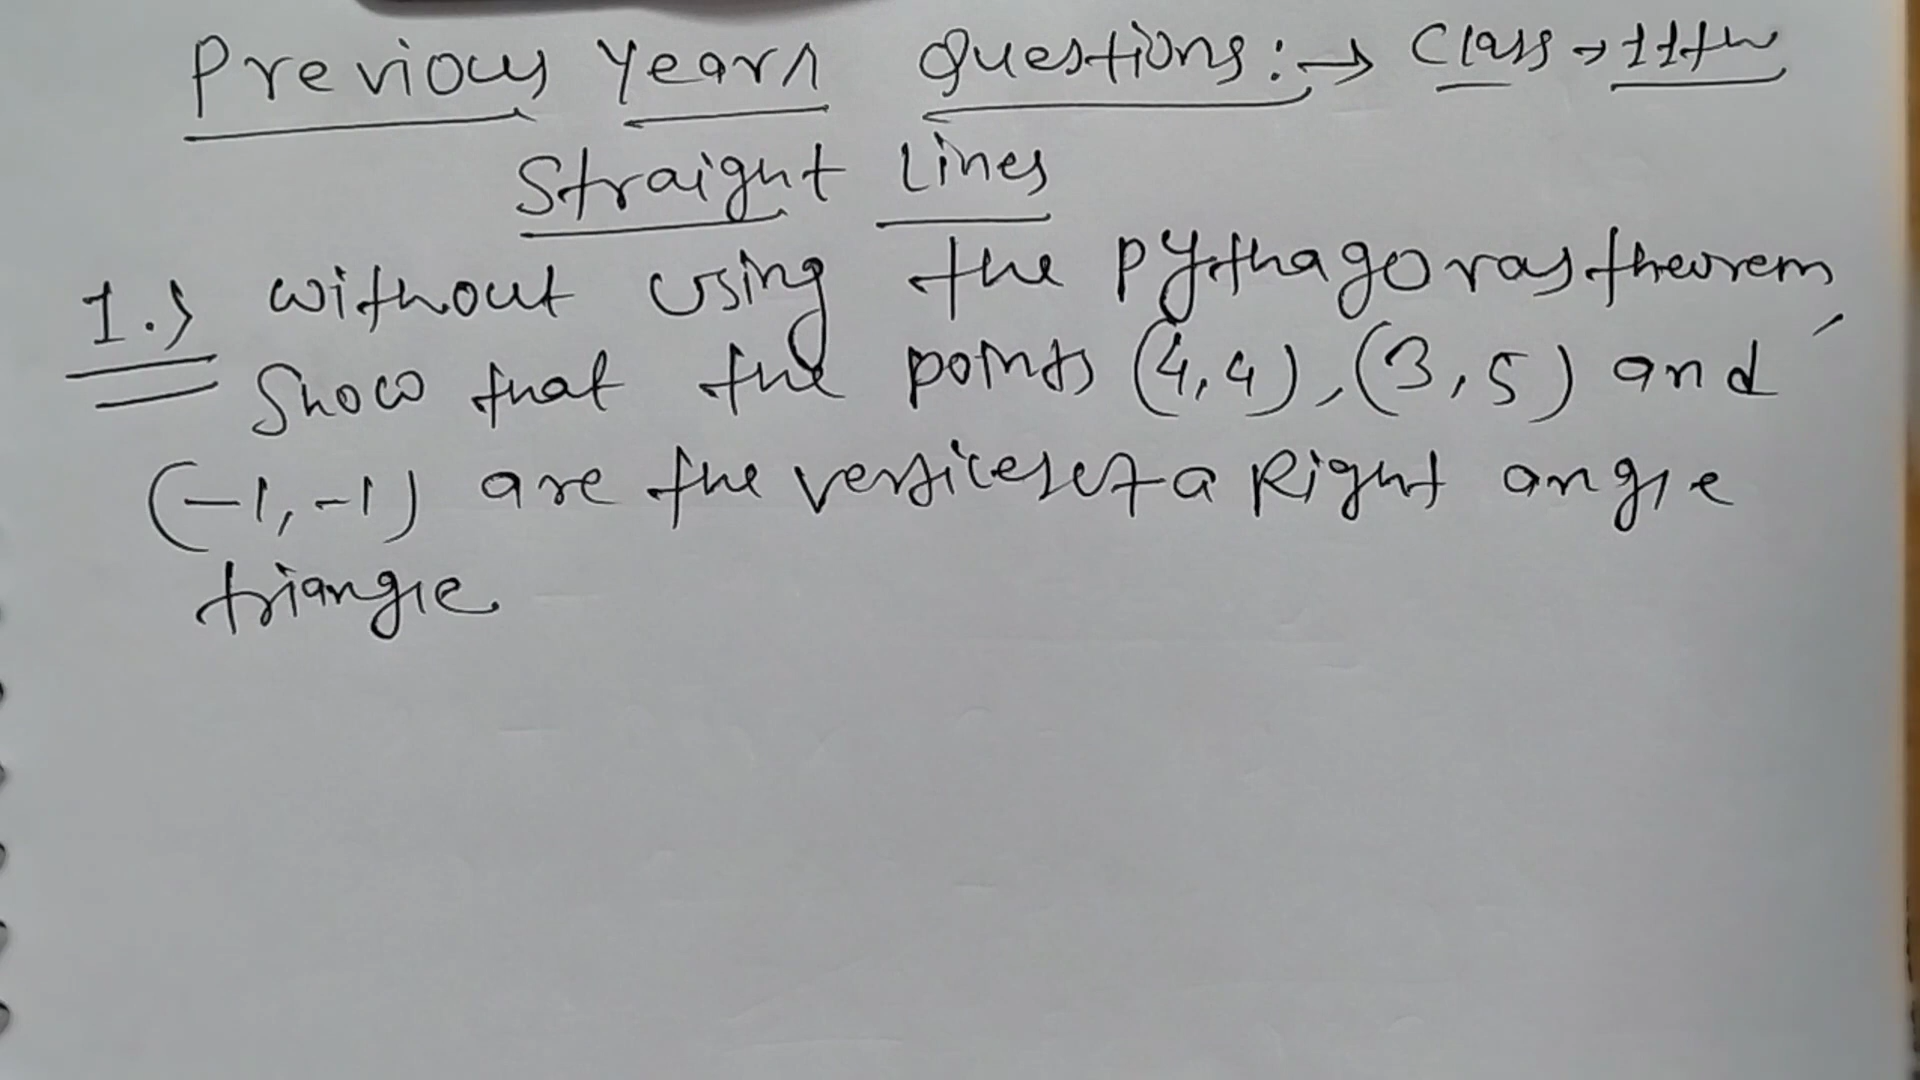 Previous Years Questions :→ Class → 11th
Straight Lines
1.) without using the pythagoras theorem,
Show that the points (4,4), (3,5) and
(-1,-1) are the vertices of a Right angle
triangle